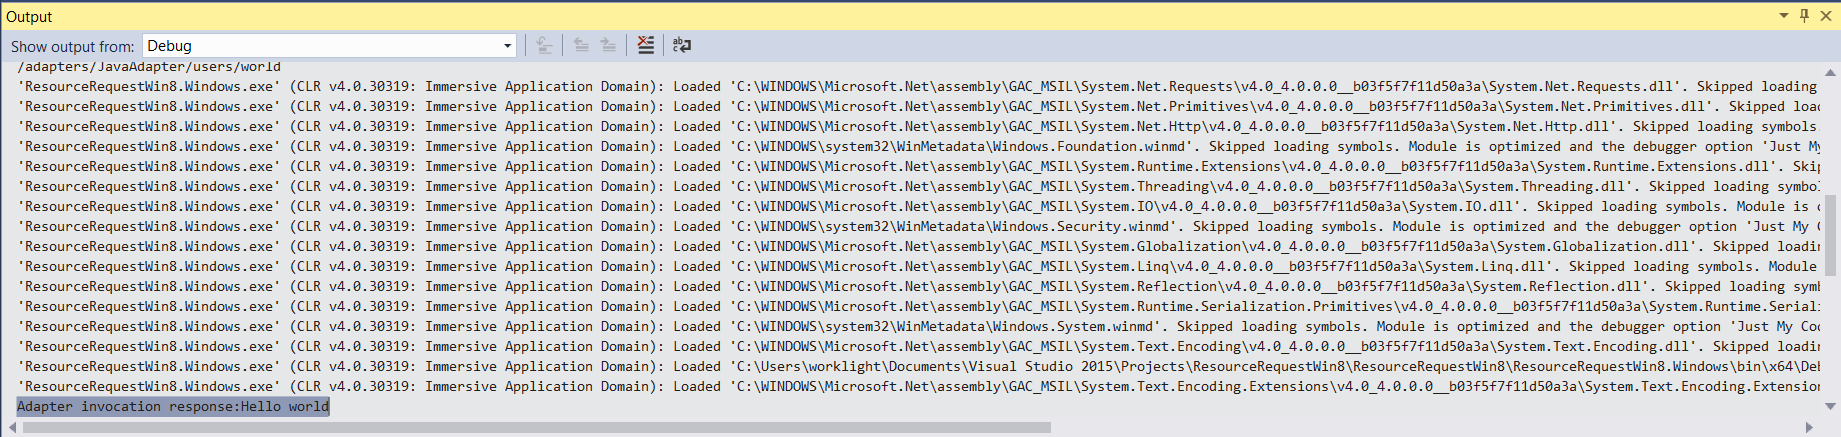 Output
Show output from: Debug
/adapters/JavaAdapter/users/world
'ResourceRequestWin8.Windows.exe' (CLR v4.0.30319: Immersive Application Domain): Loaded 'C:\WINDOWS\Microsoft.Net\assembly\GAC_MSIL\System.Net.Requests\v4.0_4.0.0.0__b03f5f7f11d50a3a\System.Net.Requests.dll'. Skipped loading
'ResourceRequestWin8.Windows.exe' (CLR v4.0.30319: Immersive Application Domain): Loaded 'C:\WINDOWS\Microsoft.Net\assembly\GAC_MSIL\System.Net.Primitives\v4.0_4.0.0.0__b03f5f7f11d50a3a\System.Net.Primitives.dll'. Skipped loa
'ResourceRequestWin8.Windows.exe' (CLR v4.0.30319: Immersive Application Domain): Loaded 'C:\WINDOWS\Microsoft.Net\assembly\GAC_MSIL\System.Net.Http\v4.0_4.0.0.0__b03f5f7f11d50a3a\System.Net.Http.dll'. Skipped loading symbols.
'ResourceRequestWin8.Windows.exe' (CLR v4.0.30319: Immersive Application Domain): Loaded 'C:\WINDOWS\system32\WinMetadata\Windows.Foundation.winmd'. Skipped loading symbols. Module is optimized and the debugger option 'Just My
'ResourceRequestWin8.Windows.exe' (CLR v4.0.30319: Immersive Application Domain): Loaded 'C:\WINDOWS\Microsoft.Net\assembly\GAC_MSIL\System.Runtime.Extensions\v4.0_4.0.0.0__b03f5f7f11d50a3a\System.Runtime.Extensions.dll'. Skip
'ResourceRequestWin8.Windows.exe' (CLR v4.0.30319: Immersive Application Domain): Loaded 'C:\WINDOWS\Microsoft.Net\assembly\GAC_MSIL\System.Threading\v4.0_4.0.0.0__b03f5f7f11d50a3a\System.Threading.dll'. Skipped loading symbol
'ResourceRequestWin8.Windows.exe' (CLR v4.0.30319: Immersive Application Domain): Loaded 'C:\WINDOWS\Microsoft.Net\assembly\GAC_MSIL\System.IO\v4.0_4.0.0.0__b03f5f7f11d50a3a\System.IO.dll'. Skipped loading symbols. Module is
'ResourceRequestWin8.Windows.exe' (CLR v4.0.30319: Immersive Application Domain): Loaded 'C:\WINDOWS\system32\WinMetadata\Windows.Security.winmd'. Skipped loading symbols. Module is optimized and the debugger option 'Just My
'ResourceRequestWin8.Windows.exe' (CLR v4.0.30319: Immersive Application Domain): Loaded 'C:\WINDOWS\Microsoft.Net\assembly\GAC_MSIL\System.Globalization\v4.0_4.0.0.0__b03f5f7f11d50a3a\System.Globalization.dll'. Skipped loadin
'ResourceRequestWin8.Windows.exe' (CLR v4.0.30319: Immersive Application Domain): Loaded 'C:\WINDOWS\Microsoft.Net\assembly\GAC_MSIL\System.Linq\v4.0_4.0.0.0__b03f5f7f11d50a3a\System.Linq.dll'. Skipped loading symbols. Module
'ResourceRequestWin8.Windows.exe' (CLR v4.0.30319: Immersive Application Domain): Loaded 'C:\WINDOWS\Microsoft.Net\assembly\GAC_MSIL\System.Reflection\v4.0_4.0.0.0__b03f5f7f11d50a3a\System.Reflection.dll'. Skipped loading symb
'ResourceRequestWin8.Windows.exe' (CLR v4.0.30319: Immersive Application Domain): Loaded 'C:\WINDOWS\Microsoft.Net\assembly\GAC_MSIL\System.Runtime.Serialization.Primitives\v4.0_4.0.0.0__b03f5f7f11d50a3a\System.Runtime.Seriali
'ResourceRequestWin8.Windows.exe' (CLR v4.0.30319: Immersive Application Domain): Loaded 'C:\WINDOWS\system32\WinMetadata\Windows.System.winmd'. Skipped loading symbols. Module is optimized and the debugger option 'Just My Co
'ResourceRequestWin8.Windows.exe' (CLR v4.0.30319: Immersive Application Domain): Loaded 'C:\WINDOWS\Microsoft.Net\assembly\GAC_MSIL\System.Text.Encoding\v4.0_4.0.0.0__b03f5f7f11d50a3a\System.Text.Encoding.dll'. Skipped loadin
'ResourceRequestWin8.Windows.exe' (CLR v4.0.30319: Immersive Application Domain): Loaded 'C:\Users\worklight\Documents\Visual Studio 2015\Projects\ResourceRequestWin8\ResourceRequestWin8\ResourceRequestWin8.Windows\bin\x64\De
'ResourceRequestWin8.Windows.exe' (CLR v4.0.30319: Immersive Application Domain): Loaded 'C:\WINDOWS\Microsoft.Net\assembly\GAC_MSIL\System.Text.Encoding.Extensions\v4.0_4.0.0.0__b03f5f7f11d50a3a\System.Text.Encoding.Extension
Adapter invocation response:Hello world